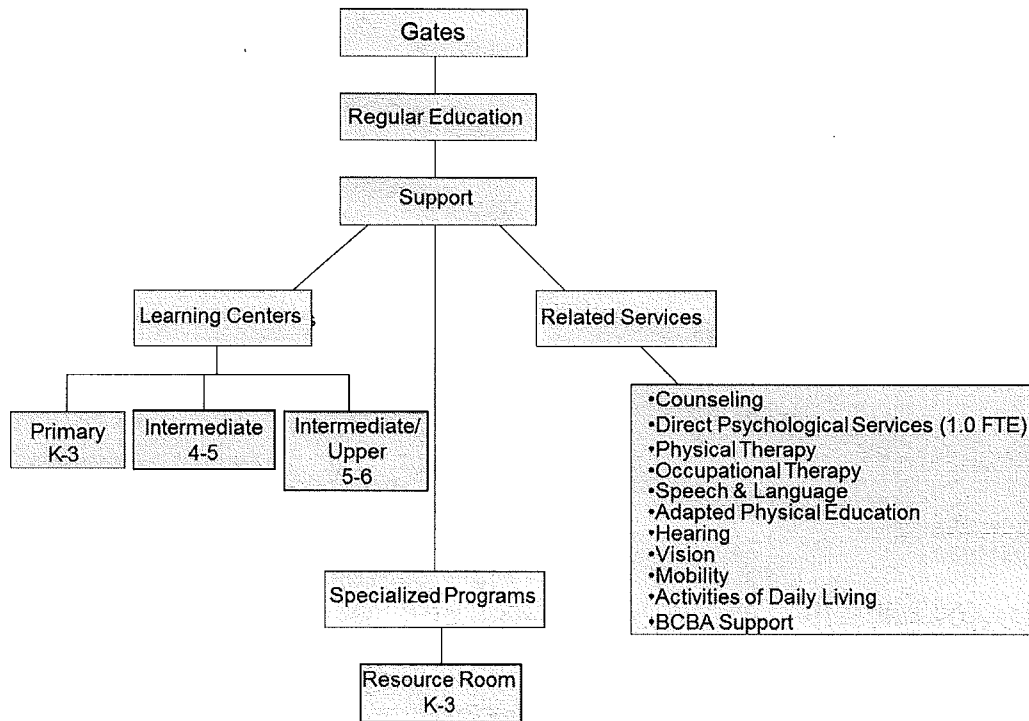 Gates
Regular Education
Support
Learning Centers
Related Services
Primary
K-3
Intermediate
4-5
Intermediate/
Upper
5-6
•Counseling
•Direct Psychological Services (1.0 FTE)
•Physical Therapy
•Occupational Therapy
•Speech & Language
•Adapted Physical Education
•Hearing
•Vision
•Mobility
•Activities of Daily Living
•BCBA Support
Specialized Programs
Resource Room
K-3